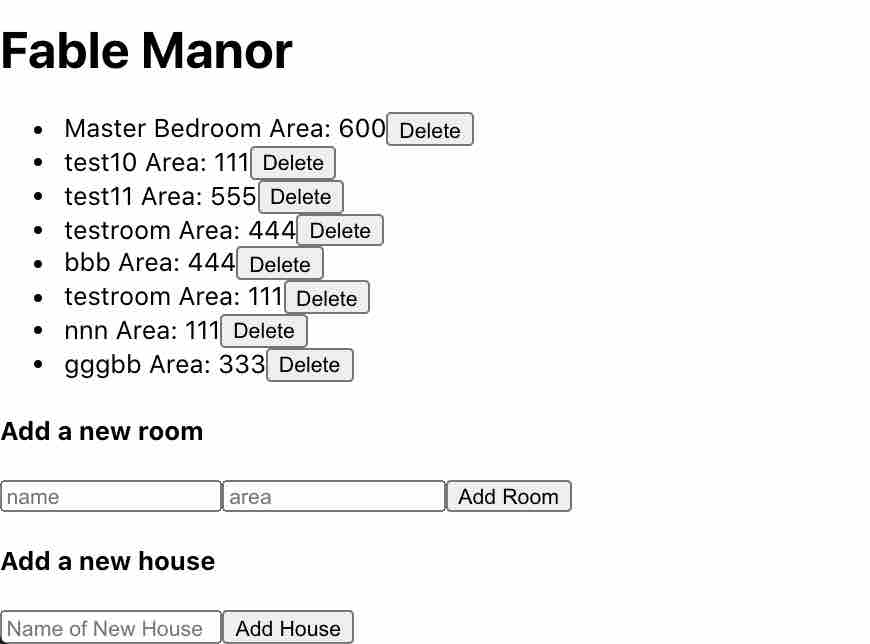 Fable Manor
Master Bedroom Area: 600 Delete
test10 Area: 111 Delete
test11 Area: 555 Delete
testroom Area: 444 Delete
bbb Area: 444 Delete
testroom Area: 111 Delete
nnn Area: 111 Delete
gggbb Area: 333 Delete
Add a new room
name area Add Room
Add a new house
Name of New House Add House